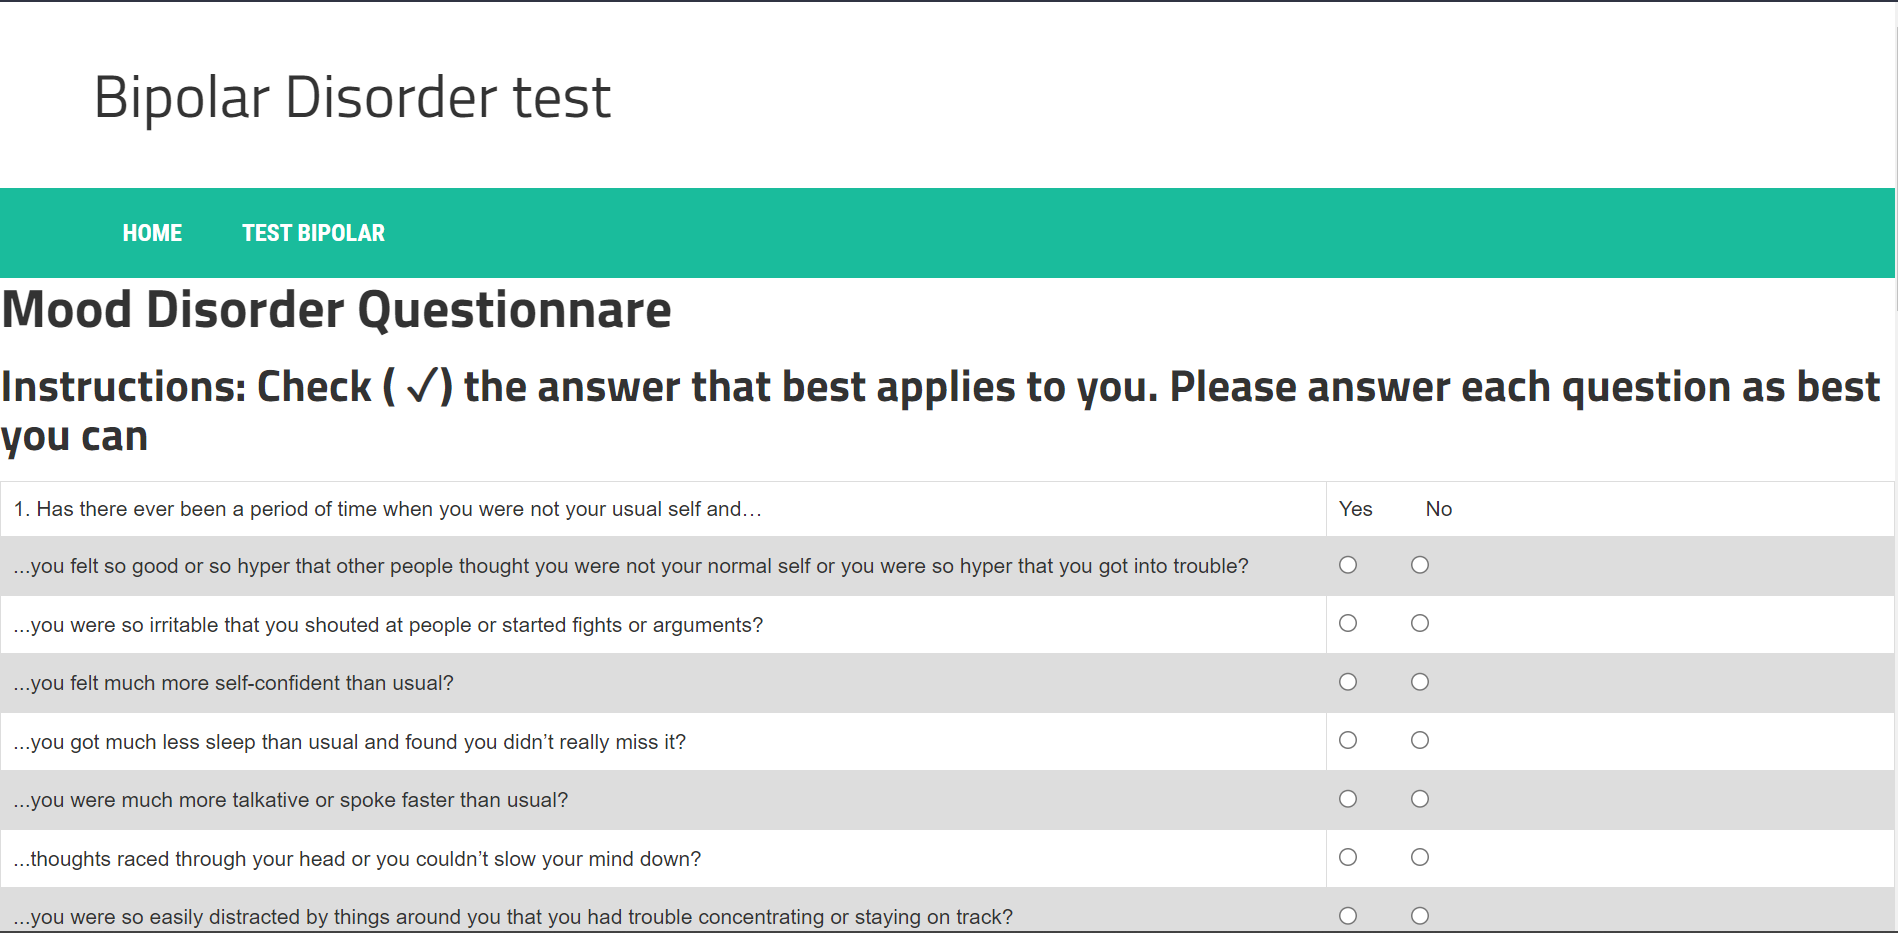 Bipolar Disorder test
HOME TEST BIPOLAR
Mood Disorder Questionnare
Instructions: Check ( ✓) the answer that best applies to you. Please answer each question as best
you can
1. Has there ever been a period of time when you were not your usual self and… Yes No
...you felt so good or so hyper that other people thought you were not your normal self or you were so hyper that you got into trouble?
...you were so irritable that you shouted at people or started fights or arguments?
...you felt much more self-confident than usual?
...you got much less sleep than usual and found you didn’t really miss it?
...you were much more talkative or spoke faster than usual?
...thoughts raced through your head or you couldn’t slow your mind down?
...you were so easily distracted by things around you that you had trouble concentrating or staying on track?